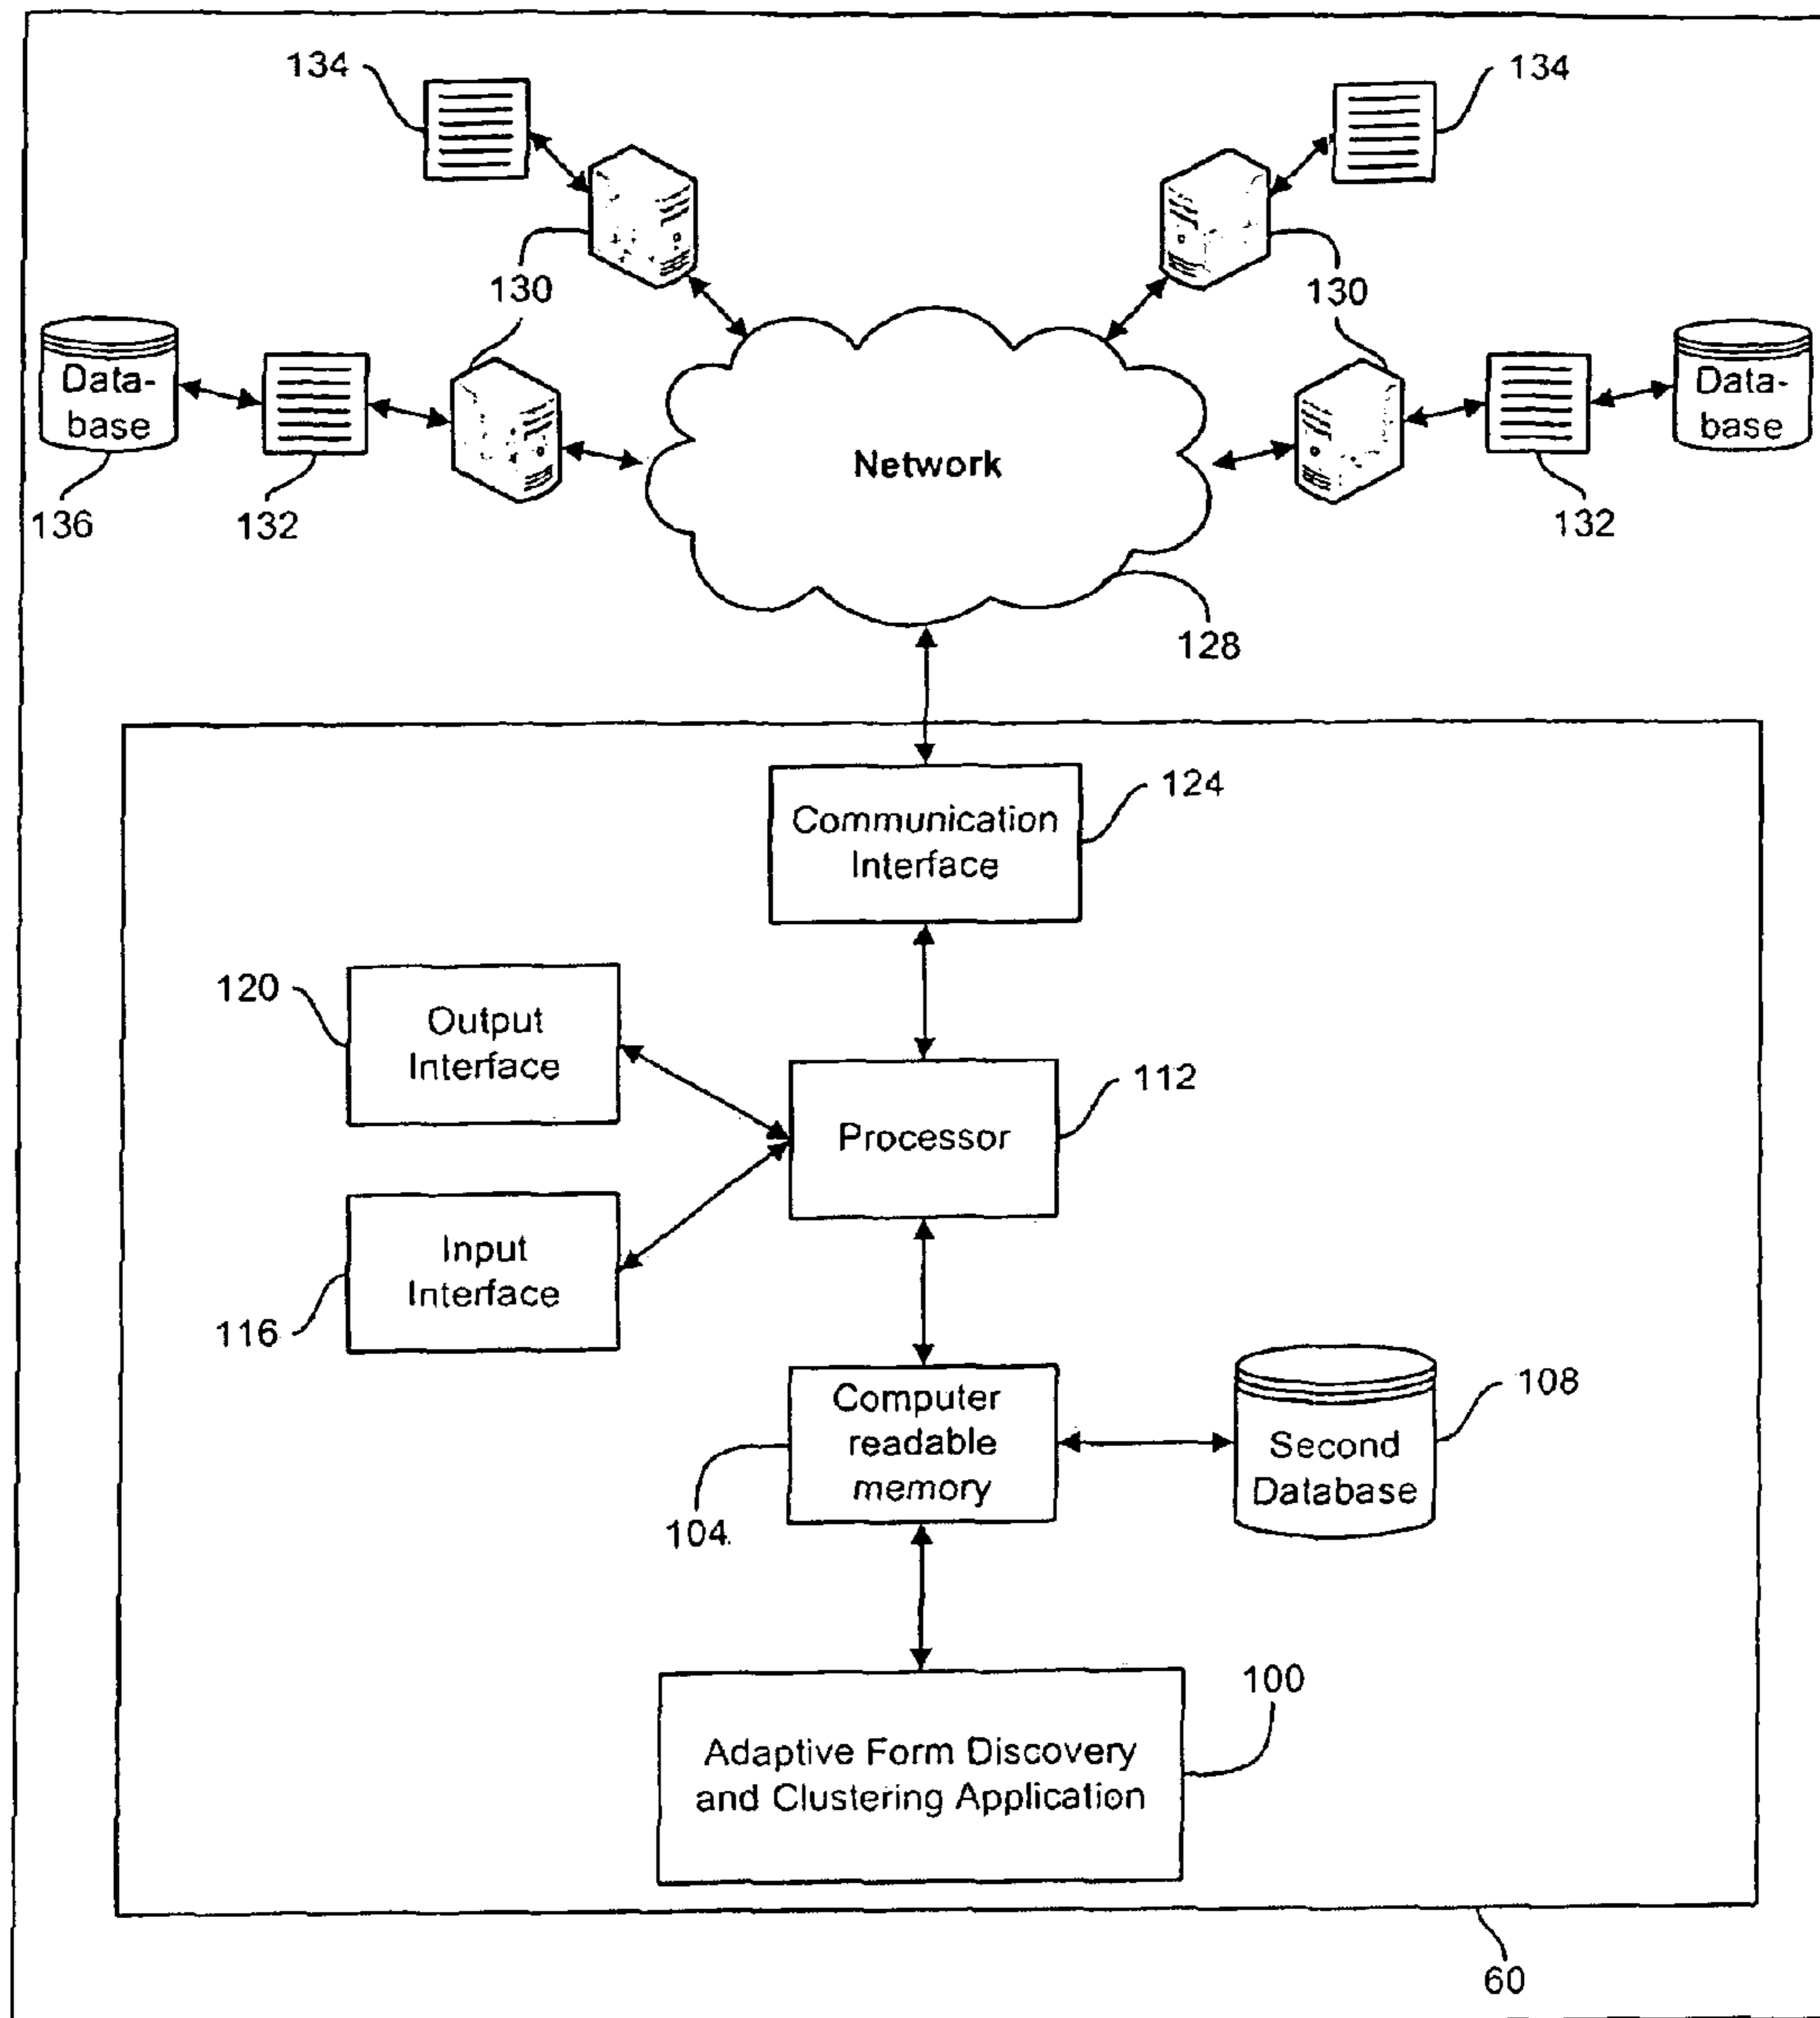 134
134
130
130
Data-
base
Data-
base
Network
136
132
132
128
124
Communication
Interface
120
Output
Interface
112
Processor
Input
Interface
116
Computer
readable
memory
108
Second
Database
104
100
Adaptive Form Discovery
and Clustering Application
60